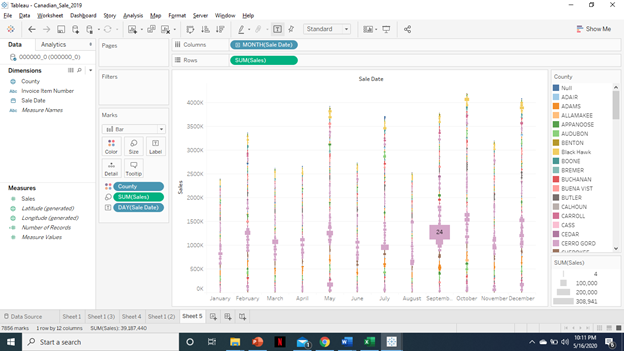 Tableau - Canadian_Sale_2019
File Data Worksheet Dashboard Story Analysis Map Format Server Window Help
Standard
Show Me
Data Analytics
000000_0 (000000_0)
Dimensions
County
Abc Invoice Item Number
Sale Date
Abc Measure Names
Measures
Sales
Latitude (generated)
Longitude (generated)
Number of Records
Measure Values
Pages
Filters
Marks
Bar
Color Size Label
Detail Tooltip
County
SUM(Sales)
DAY(Sale Date)
Columns MONTH(Sale Date)
Rows SUM(Sales)
Sale Date
Sales
4000K
3500K
3000K
2500K
2000K
1500K
1000K
500K
0K
24
January February March April May June July August Septemb.. October November December
County
Null
ADAIR
ADAMS
ALLAMAKEE
APPANOOSE
AUDUBON
BENTON
Black Hawk
BOONE
BREMER
BUCHANAN
BUENA VIST
BUTLER
CALHOUN
CARROLL
CASS
CEDAR
CERRO GORD
SUM(Sales)
4
100,000
200,000
308,941
Data Source Sheet 1 Sheet 1 (3) Sheet 4 Sheet 1 (2) Sheet 5
7856 marks 1 row by 12 columns SUM(Sales): 39,187,440
Start here to search
10:11 PM
5/16/2020